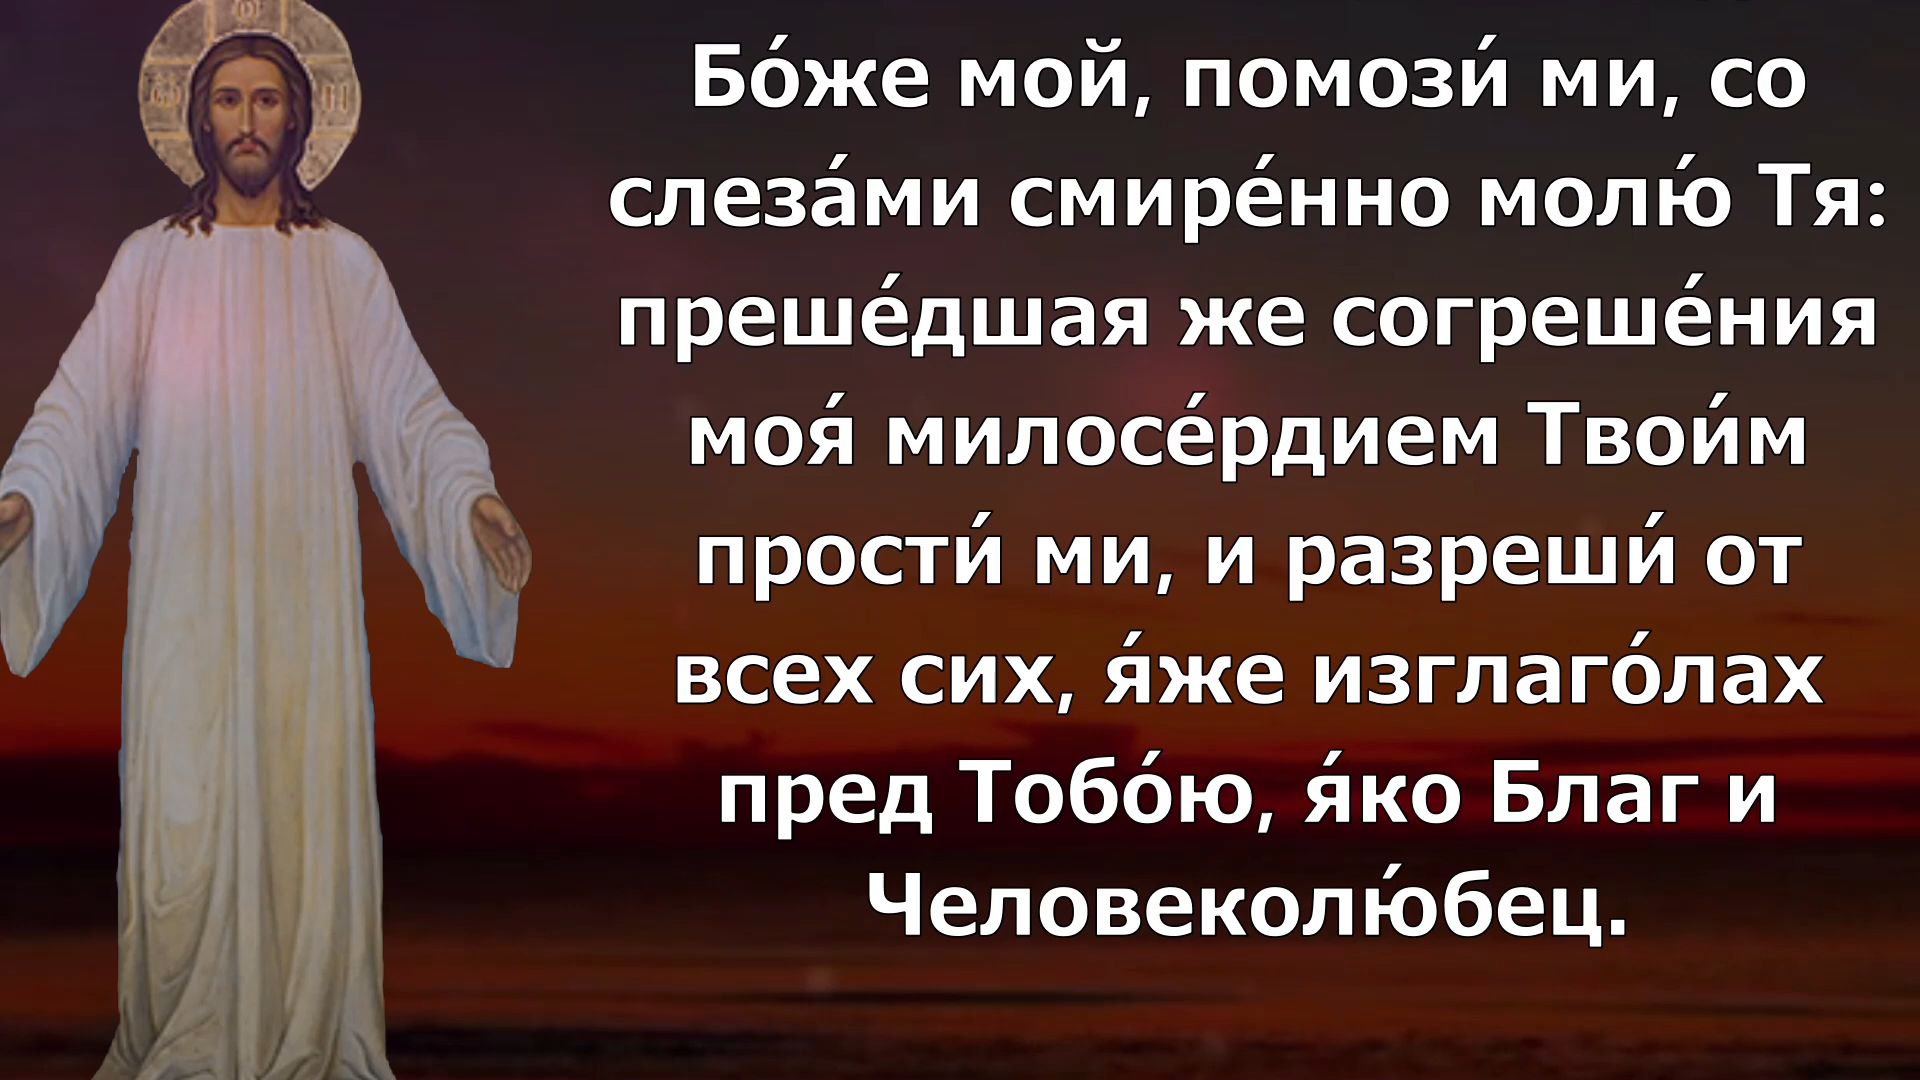 Бо́же мой, помози́ ми, со
слеза́ми смире́нно молю́ Тя:
преше́дшая же согреше́ния
моя́ милосе́рдием Твои́м
прости́ ми, и разреши́ от
всех сих, я́же изглаго́лах
пред Тобо́ю, я́ко Благ и
Человеколю́бец.